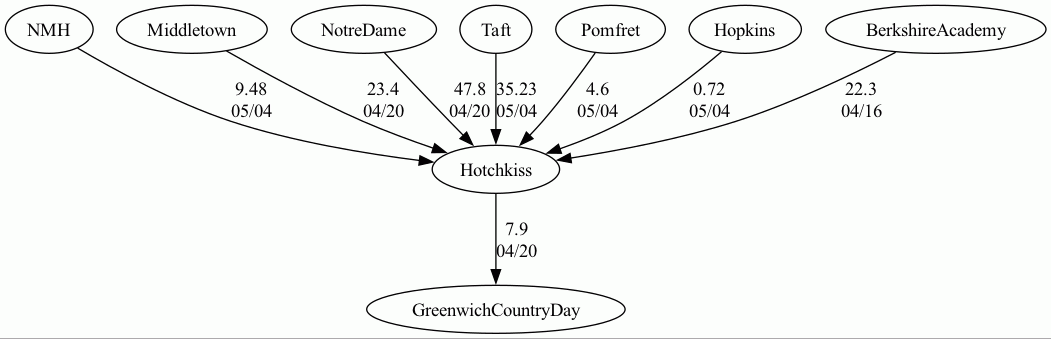 NMH
Middletown
NotreDame
Taft
Pomfret
Hopkins
BerkshireAcademy
9.48
05/04
23.4
04/20
47.8
04/20
35.23
05/04
4.6
05/04
0.72
05/04
22.3
04/16
Hotchkiss
7.9
04/20
GreenwichCountryDay